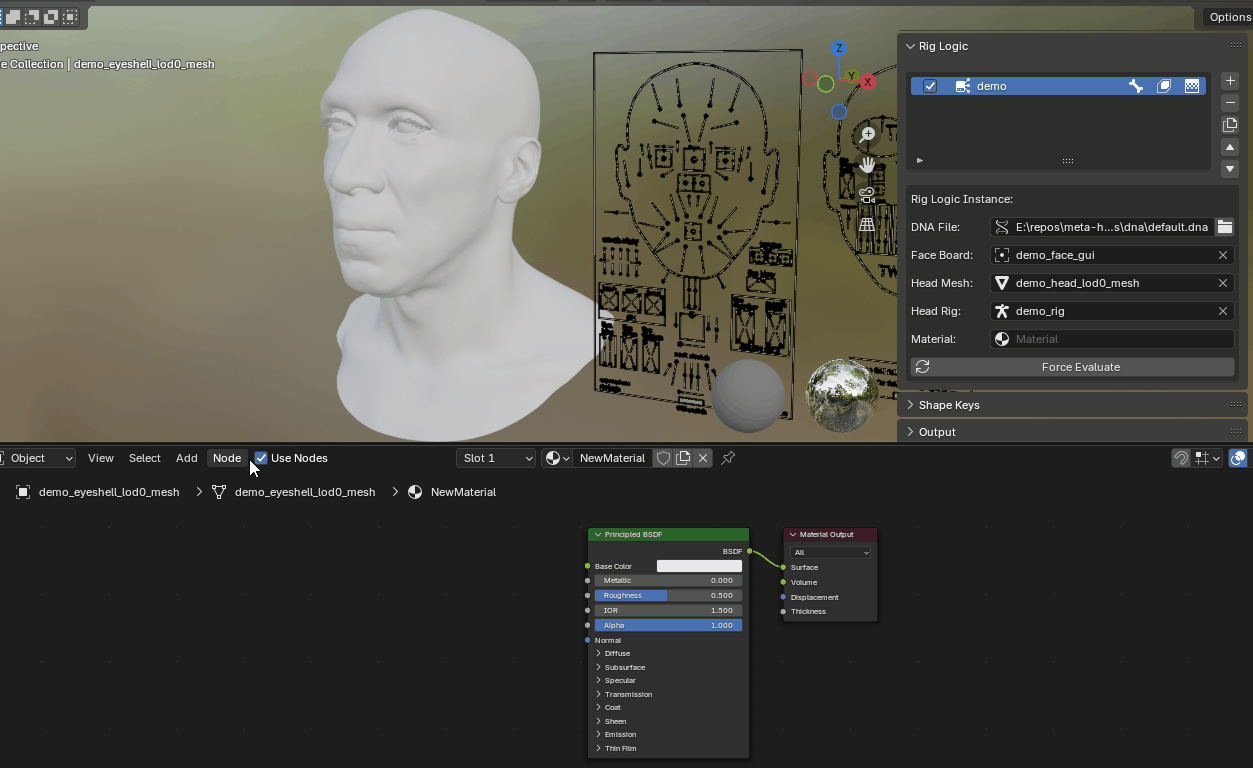 Options
pective
e Collection | demo_eyeshell_lod0_mesh
Z
Y
X
Rig Logic
demo
Rig Logic Instance:
DNA File: E:\repos\meta-h...s\dna\default.dna
Face Board: demo_face_gui
Head Mesh: demo_head_lod0_mesh
Head Rig: demo_rig
Material: Material
Force Evaluate
Shape Keys
Output
Object View Select Add Node Use Nodes Slot 1 NewMaterial
demo_eyeshell_lod0_mesh demo_eyeshell_lod0_mesh NewMaterial
Principled BSDF
BSDF
Base Color
Metallic 0.000
Roughness 0.500
IOR 1.500
Alpha 1.000
Normal
Diffuse
Subsurface
Specular
Transmission
Coat
Sheen
Emission
Thin Film
Material Output
All
Surface
Volume
Displacement
Thickness